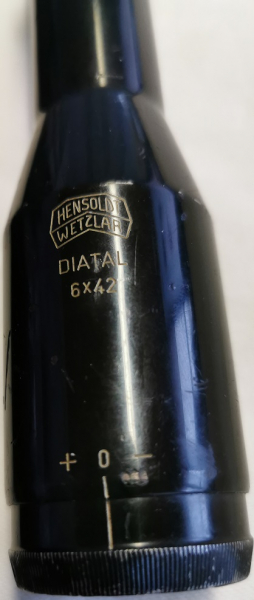 HENSOLDT
WETZLAR
DIATAL
6x42
+ 0 −